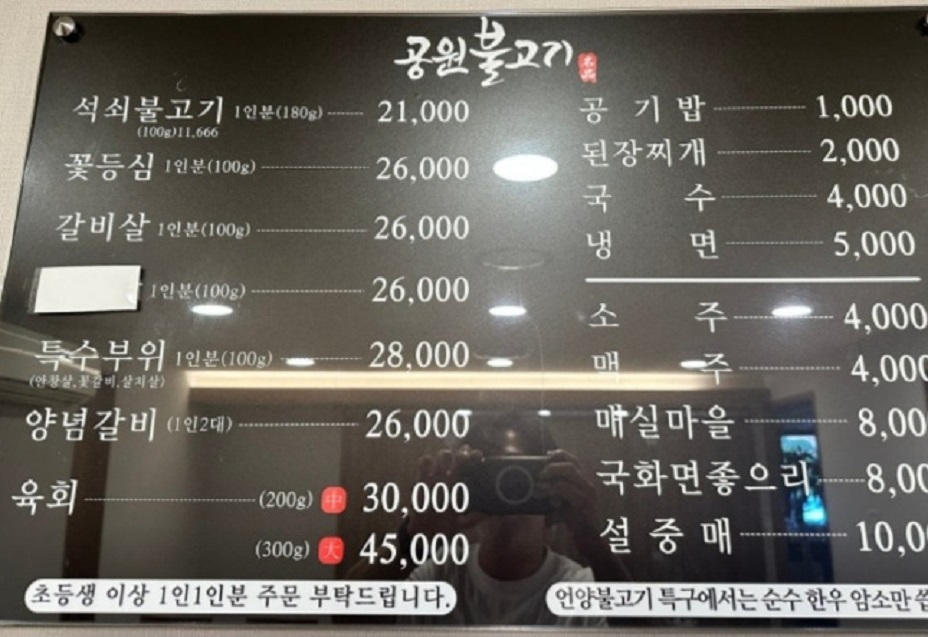 공원불고기
석쇠불고기 1인분(180g) 21,000
(100g)11,666
꽃등심 1인분(100g) 26,000
갈비살 1인분(100g) 26,000
1인분(100g) 26,000
특수부위 1인분(100g) 28,000
(안창살,꽃갈비,살치살)
양념갈비 (1인2대) 26,000
육회 (200g) 中 30,000
(300g) 大 45,000
초등생 이상 1인1인분 주문 부탁드립니다.
공기밥 1,000
된장찌개 2,000
국수 4,000
냉면 5,000
소주 4,000
맥주 4,000
매실마을 8,00
국화면좋으리 8,00
설중매 10,0
언양불고기 특구에서는 순수 한우 암소만